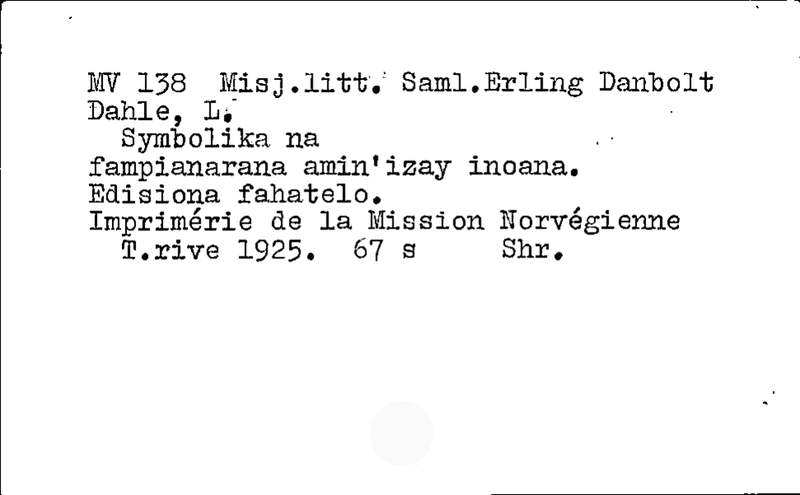 MV 138  Misj.litt. Saml.Erling Danbolt
Dahle, L.
Symbolika na
fampianarana amin'izay inoana.
Edisiona fahatelo.
Imprimérie de la Mission Norvégienne
T.rive 1925.  67 s     Shr.